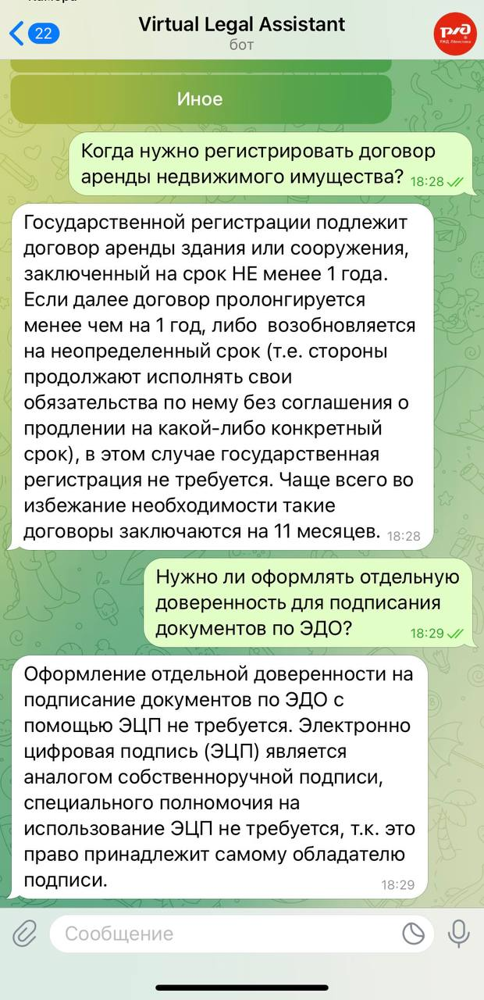 22
Virtual Legal Assistant
бот
ржд
РЖД Логистика
Иное
Когда нужно регистрировать договор
аренды недвижимого имущества? 18:28
Государственной регистрации подлежит
договор аренды здания или сооружения,
заключенный на срок НЕ менее 1 года.
Если далее договор пролонгируется
менее чем на 1 год, либо  возобновляется
на неопределенный срок (т.е. стороны
продолжают исполнять свои
обязательства по нему без соглашения о
продлении на какой-либо конкретный
срок), в этом случае государственная
регистрация не требуется. Чаще всего во
избежание необходимости такие
договоры заключаются на 11 месяцев. 18:28
Нужно ли оформлять отдельную
доверенность для подписания
документов по ЭДО? 18:29
Оформление отдельной доверенности на
подписание документов по ЭДО с
помощью ЭЦП не требуется. Электронно
цифровая подпись (ЭЦП) является
аналогом собственноручной подписи,
специального полномочия на
использование ЭЦП не требуется, т.к. это
право принадлежит самому обладателю
подписи. 18:29
Сообщение